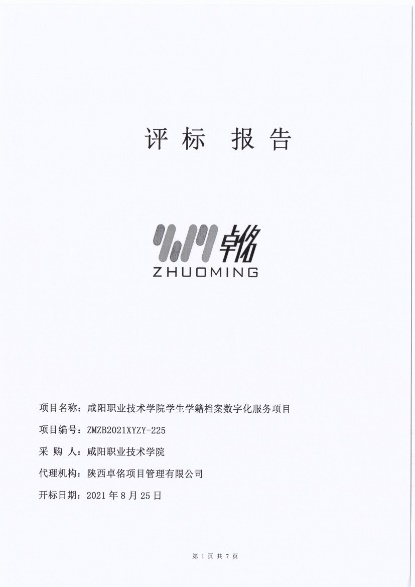 评标 报告
卓佲
ZHUOMING
项目名称：咸阳职业技术学院学生学籍档案数字化服务项目
项目编号：ZMZB2021XYZY-225
采 购 人：咸阳职业技术学院
代理机构：陕西卓佲项目管理有限公司
开标日期：2021 年 8 月 25 日
第 1 页 共 7 页